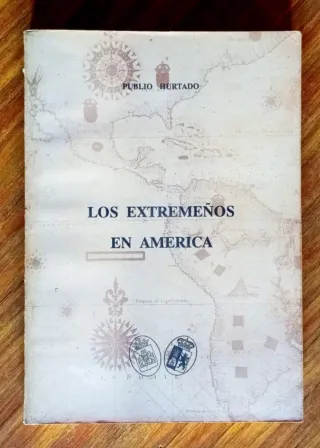 PUBLIO HURTADO
LOS EXTREMEÑOS
EN AMERICA